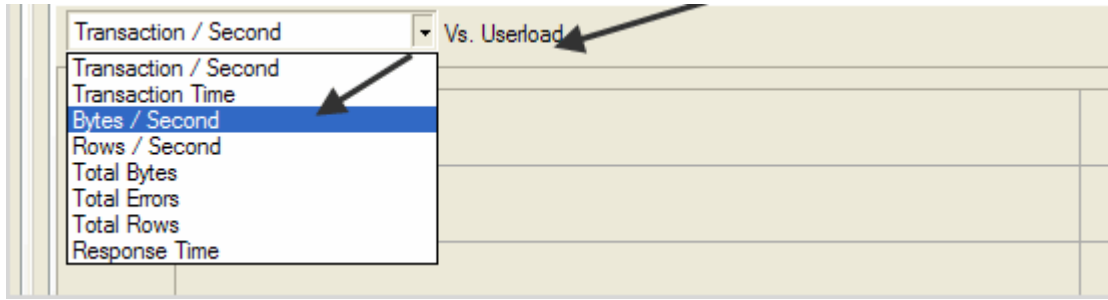 Transaction / Second Vs. Userload
Transaction / Second
Transaction Time
Bytes / Second
Rows / Second
Total Bytes
Total Errors
Total Rows
Response Time